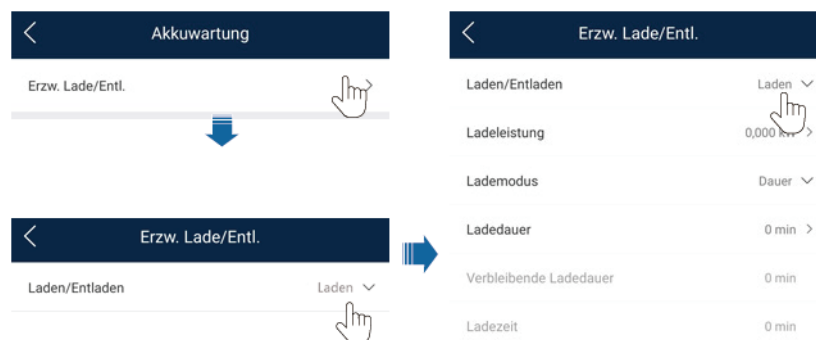 Akkuwartung
Erzw. Lade/Entl.
Erzw. Lade/Entl.
Laden/Entladen Laden
Erzw. Lade/Entl.
Laden/Entladen Laden
Ladeleistung 0,000
Lademodus Dauer
Ladedauer 0 min
Verbleibende Ladedauer 0 min
Ladezeit 0 min